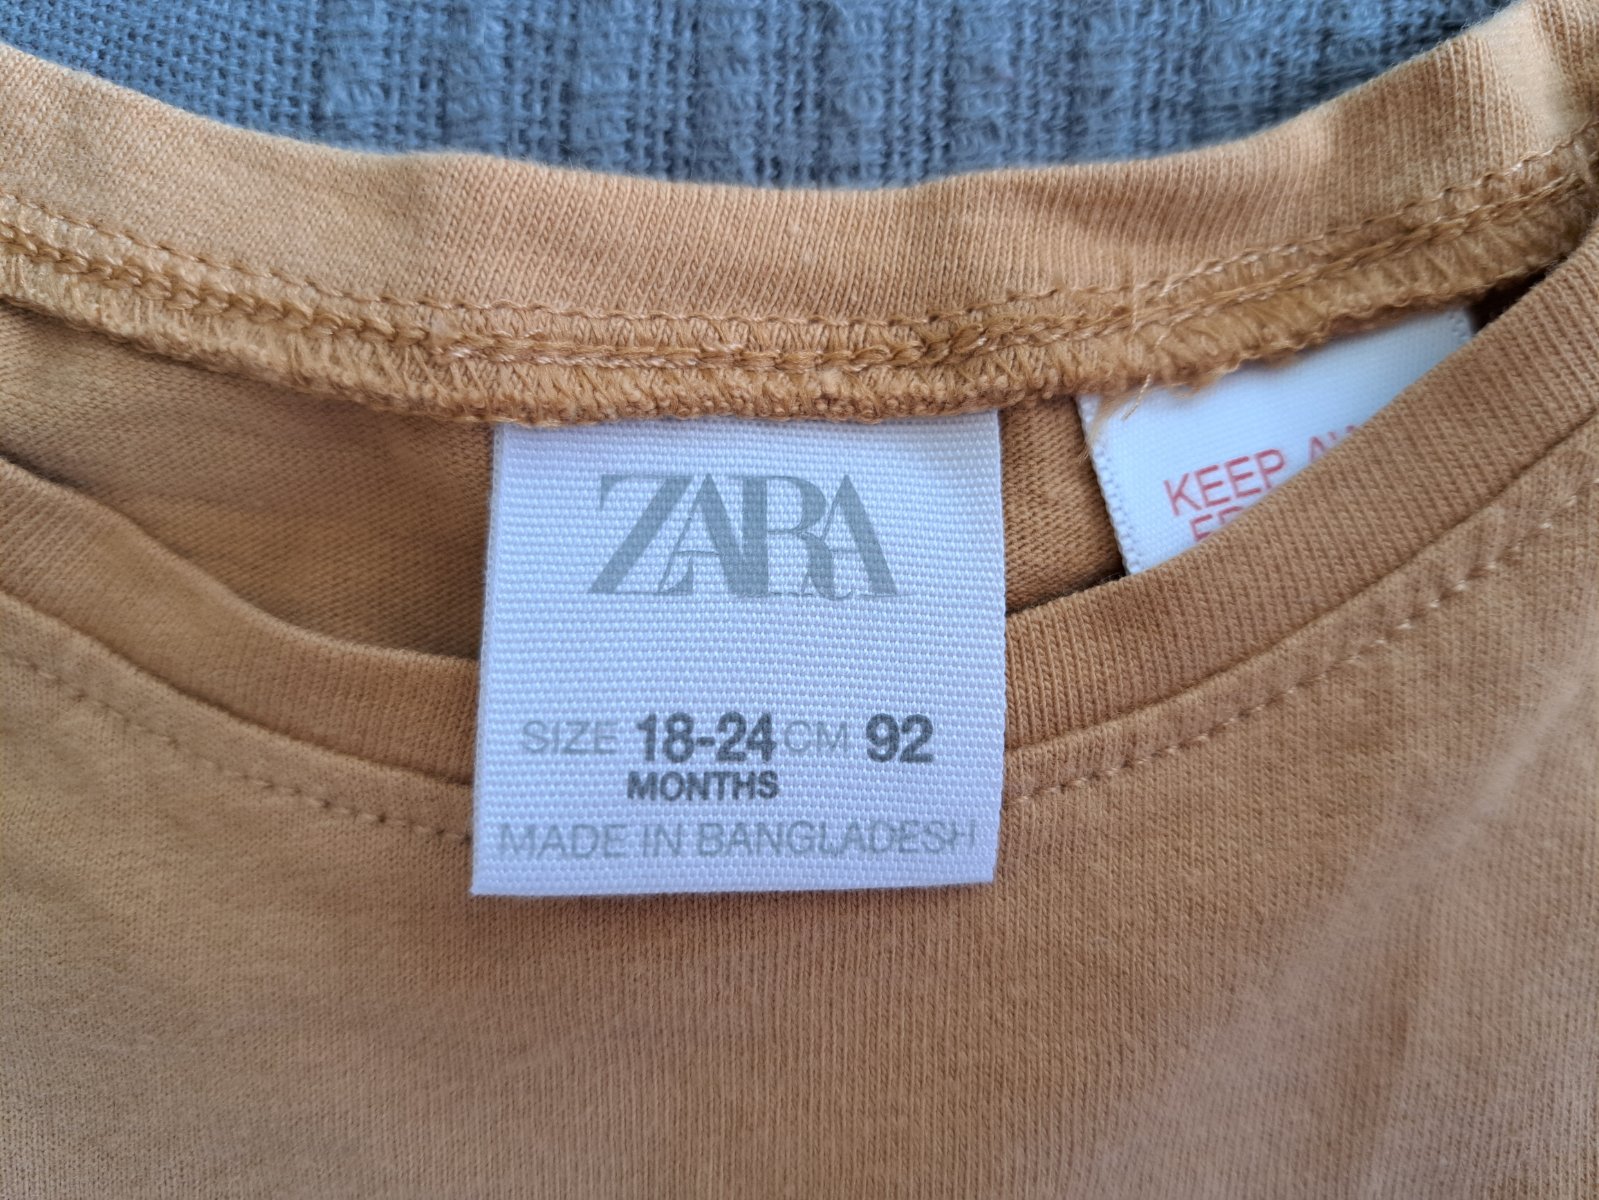 ZARA
SIZE 18-24 CM 92
MONTHS
MADE IN BANGLADESH
KEEP